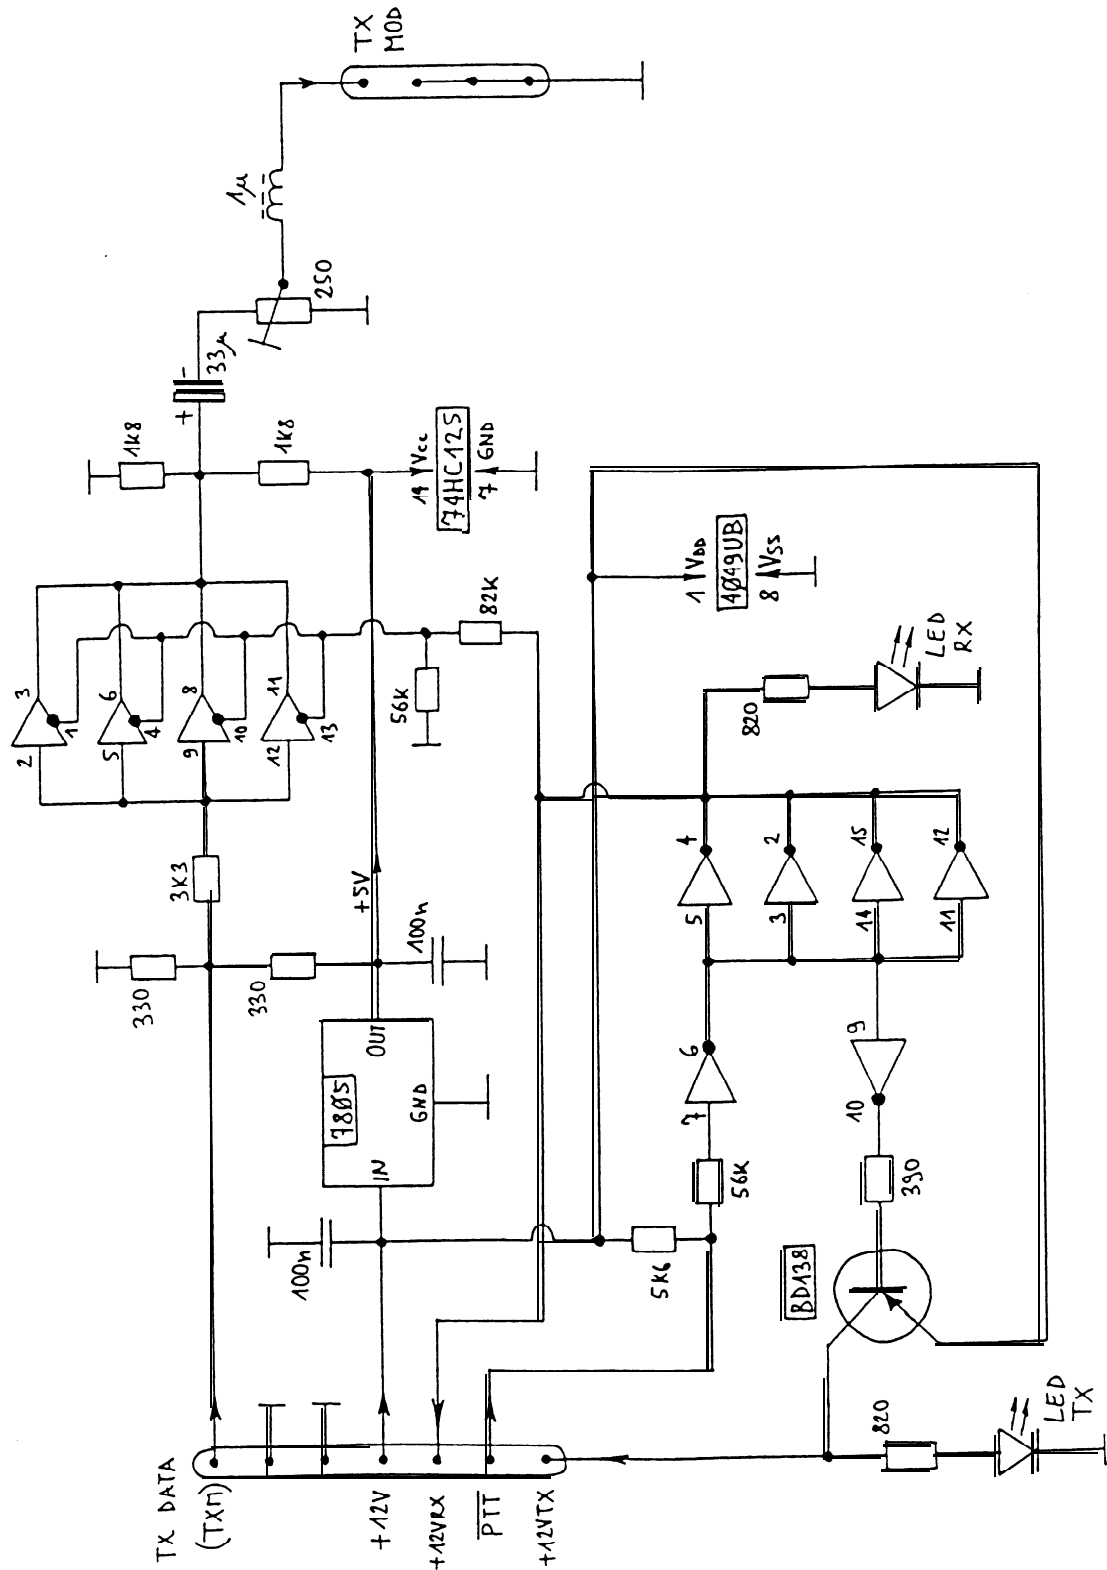 TX DATA
(TXM)
+12V
+12VRX
PTT
+12VTX
330
330
3K3
2
3
1
5
6
4
9
8
10
12
11
13
1K8
1K8
+
-
33µ
250
1µ
TX
MOD
100n
7805
IN
OUT
GND
+5V
100n
56K
82K
14 Vcc
74HC125
7 GND
1 VDD
4049UB
8 VSS
5K6
56K
7
6
5
4
3
2
14
15
11
12
9
10
390
BD138
820
LED
RX
820
LED
TX